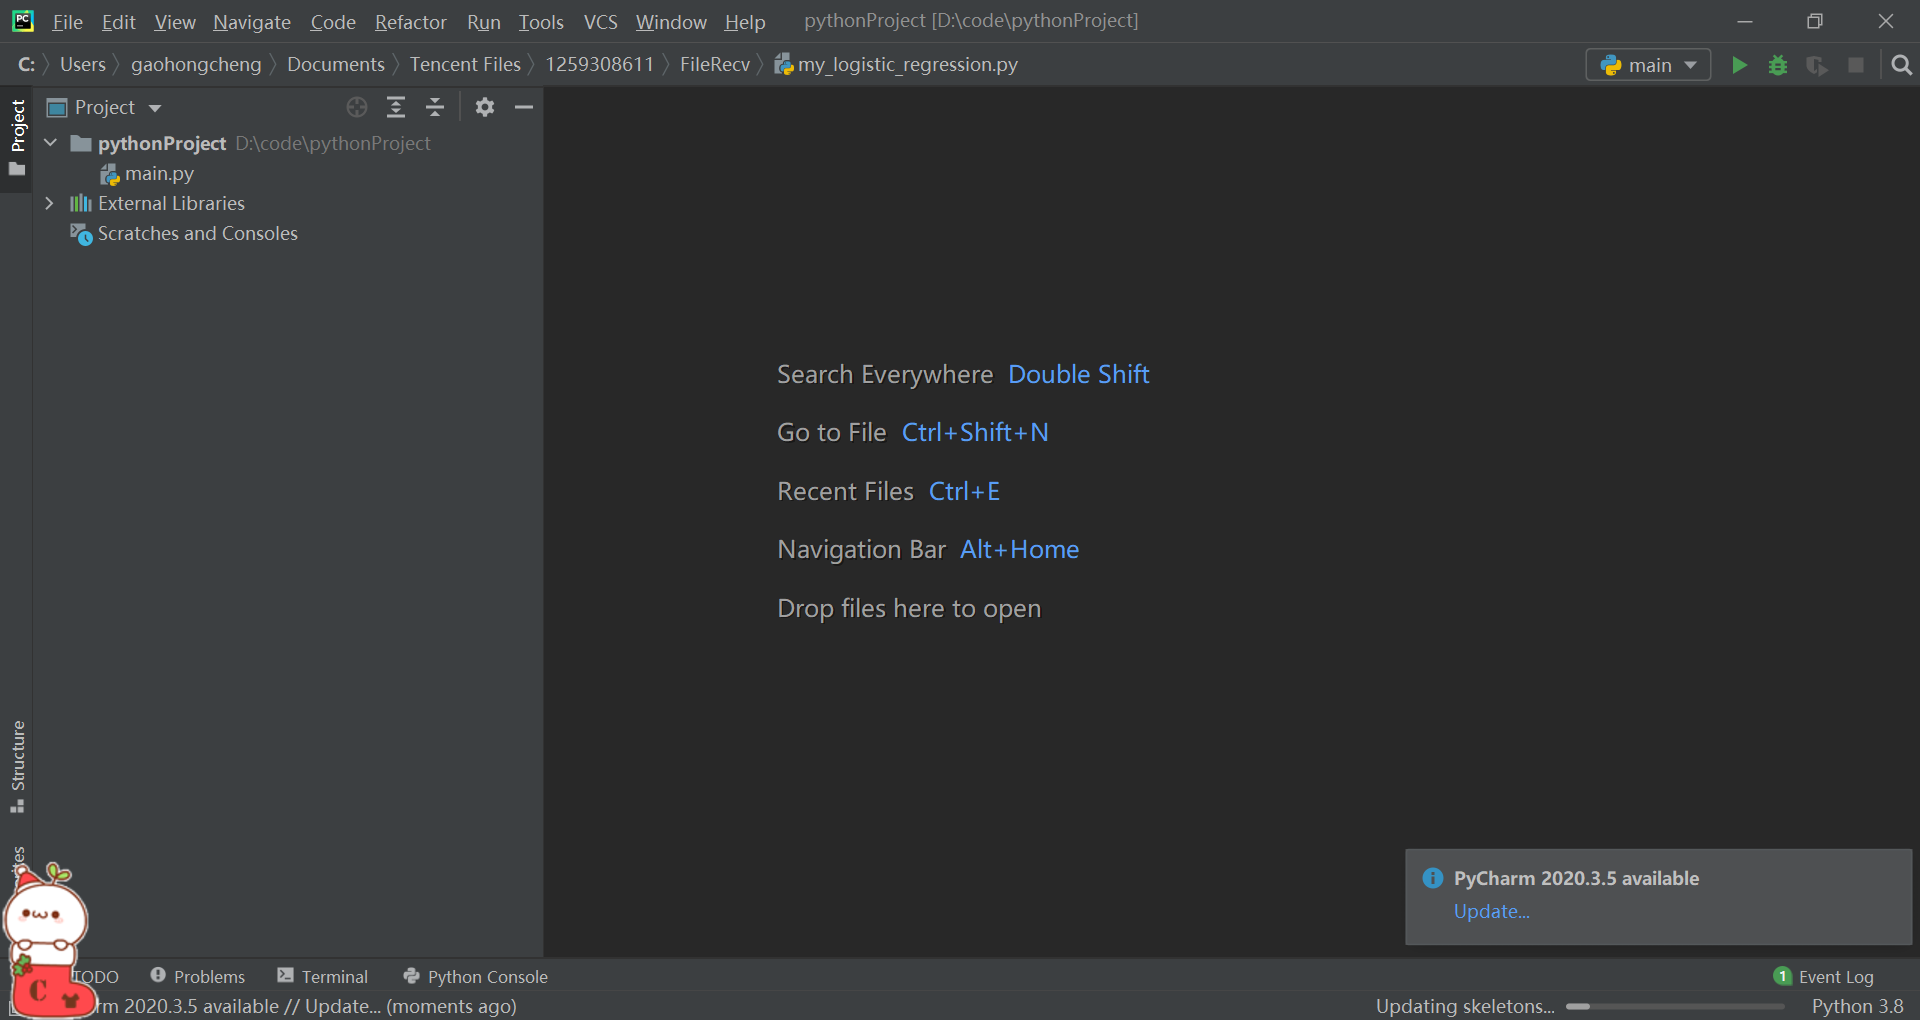 PC File Edit View Navigate Code Refactor Run Tools VCS Window Help pythonProject [D:\code\pythonProject]
C: Users gaohongcheng Documents Tencent Files 1259308611 FileRecv my_logistic_regression.py main
Project
Project
pythonProject D:\code\pythonProject
main.py
External Libraries
Scratches and Consoles
Search Everywhere Double Shift
Go to File Ctrl+Shift+N
Recent Files Ctrl+E
Navigation Bar Alt+Home
Drop files here to open
Structure
PyCharm 2020.3.5 available
Update...
C
TODO Problems Terminal Python Console 1 Event Log
rm 2020.3.5 available // Update... (moments ago) Updating skeletons... Python 3.8